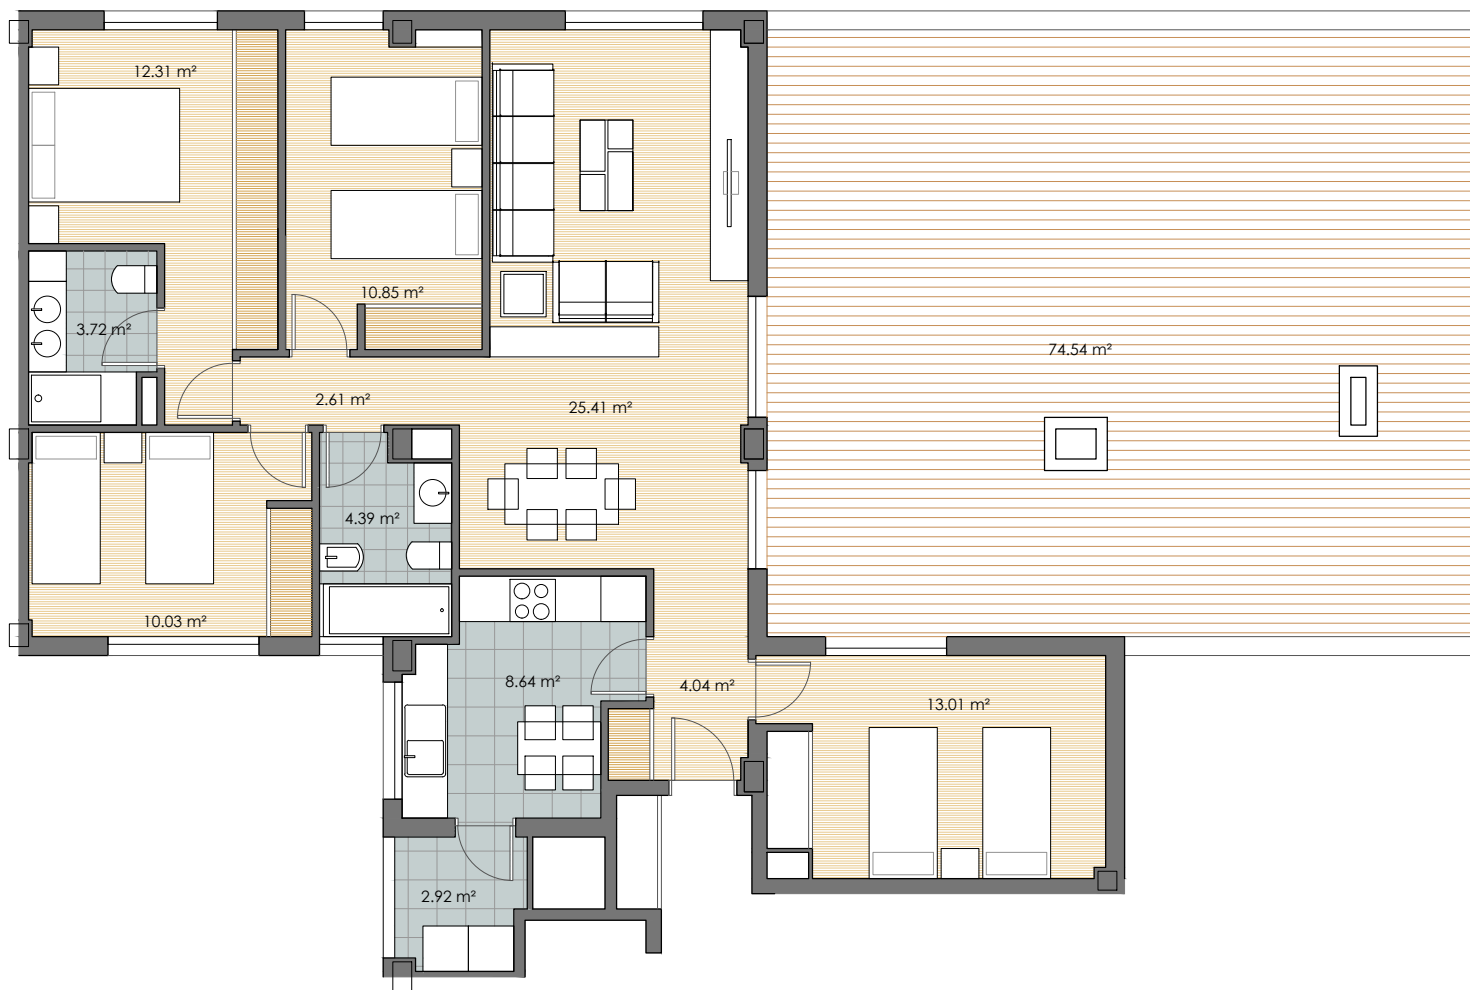 12.31 m²
10.85 m²
3.72 m²
74.54 m²
2.61 m²
25.41 m²
4.39 m²
10.03 m²
8.64 m²
4.04 m²
13.01 m²
2.92 m²